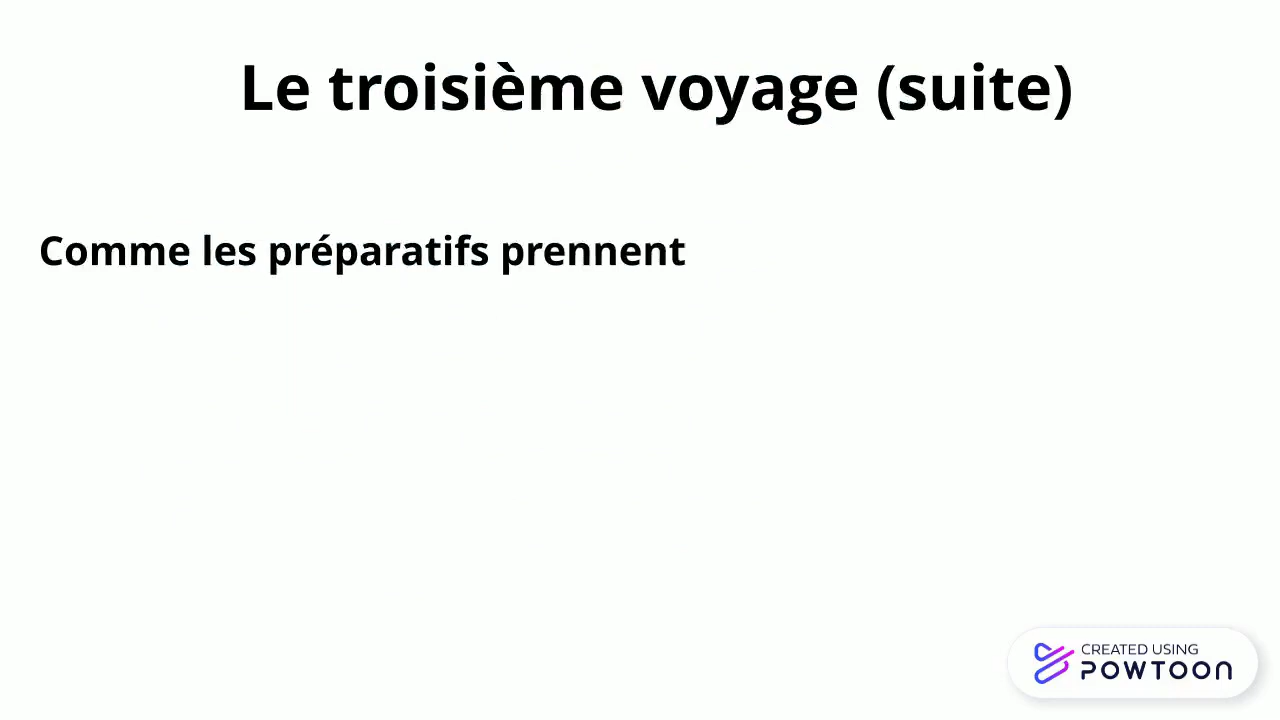 Le troisième voyage (suite)
Comme les préparatifs prennent
CREATED USING
POWTOON